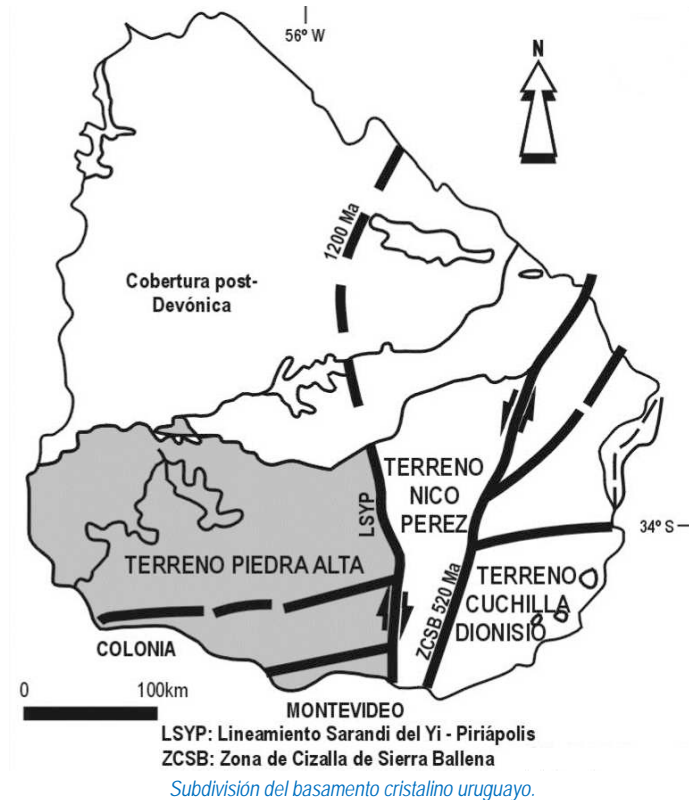 56º W
N
1200 Ma
Cobertura post-
Devónica
TERRENO
NICO
PEREZ
LSYP
34º S
TERRENO PIEDRA ALTA
ZCSB 520 Ma
TERRENO
CUCHILLA
DIONISIO
COLONIA
0 100km
MONTEVIDEO
LSYP: Lineamiento Sarandi del Yi - Piriápolis
ZCSB: Zona de Cizalla de Sierra Ballena
Subdivisión del basamento cristalino uruguayo.